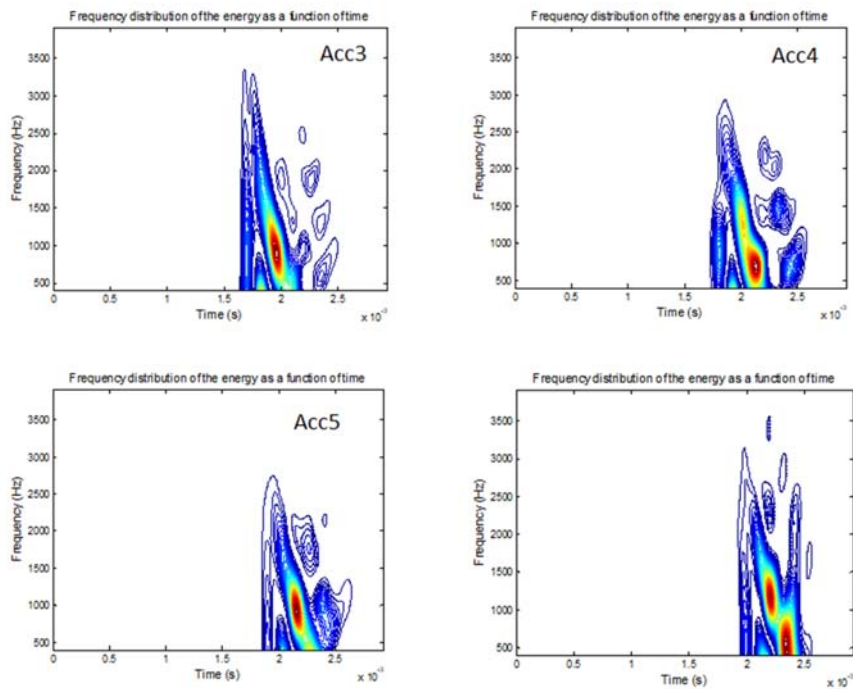 Frequency distribution of the energy as a function of time
Acc3
Frequency (Hz)
3500
3000
2500
2000
1500
1000
500
0 0.5 1 1.5 2 2.5
Time (s)
x 10⁻³
Frequency distribution of the energy as a function of time
Acc4
Frequency (Hz)
3500
3000
2500
2000
1500
1000
500
0 0.5 1 1.5 2 2.5
Time (s)
x 10⁻³
Frequency distribution of the energy as a function of time
Acc5
Frequency (Hz)
3500
3000
2500
2000
1500
1000
500
0 0.5 1 1.5 2 2.5
Time (s)
x 10⁻³
Frequency distribution of the energy as a function of time
Frequency (Hz)
3500
3000
2500
2000
1500
1000
500
0 0.5 1 1.5 2 2.5
Time (s)
x 10⁻³